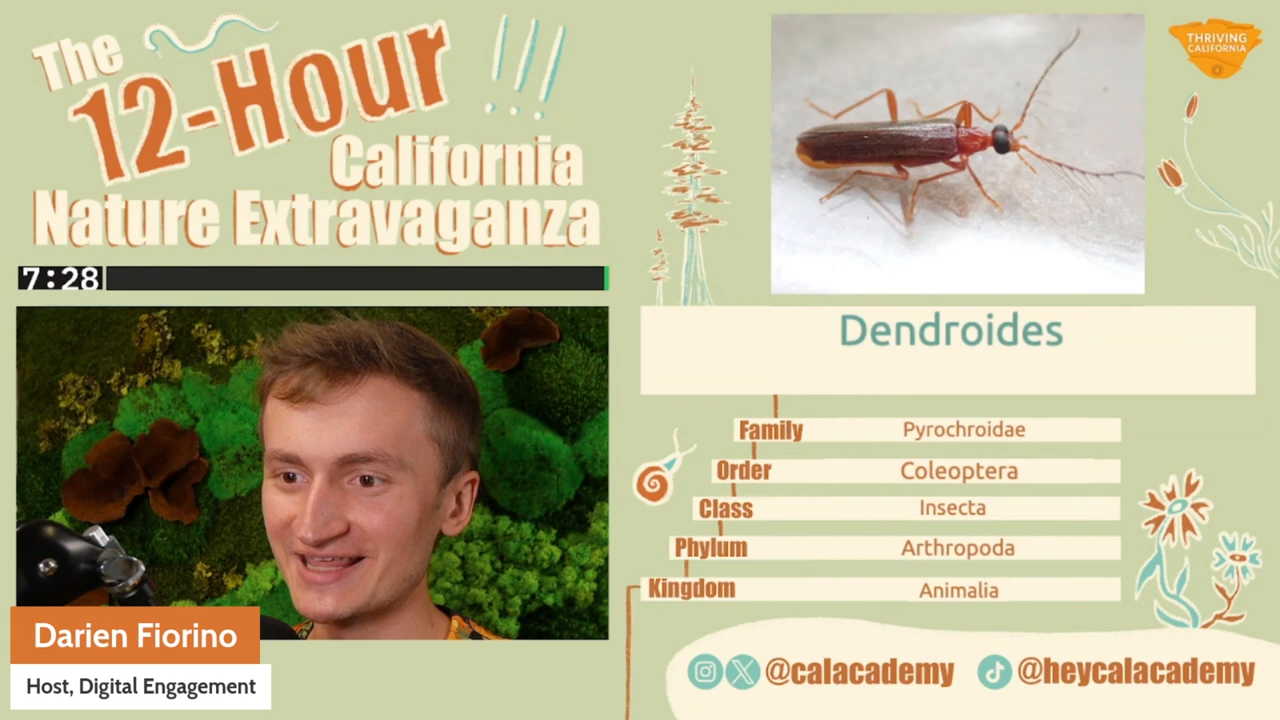 The
12-Hour !!!
California
Nature Extravaganza
7:28
THRIVING
CALIFORNIA
Dendroides
Family Pyrochroidae
Order Coleoptera
Class Insecta
Phylum Arthropoda
Kingdom Animalia
Darien Fiorino
Host, Digital Engagement
@calacademy @heycalacademy